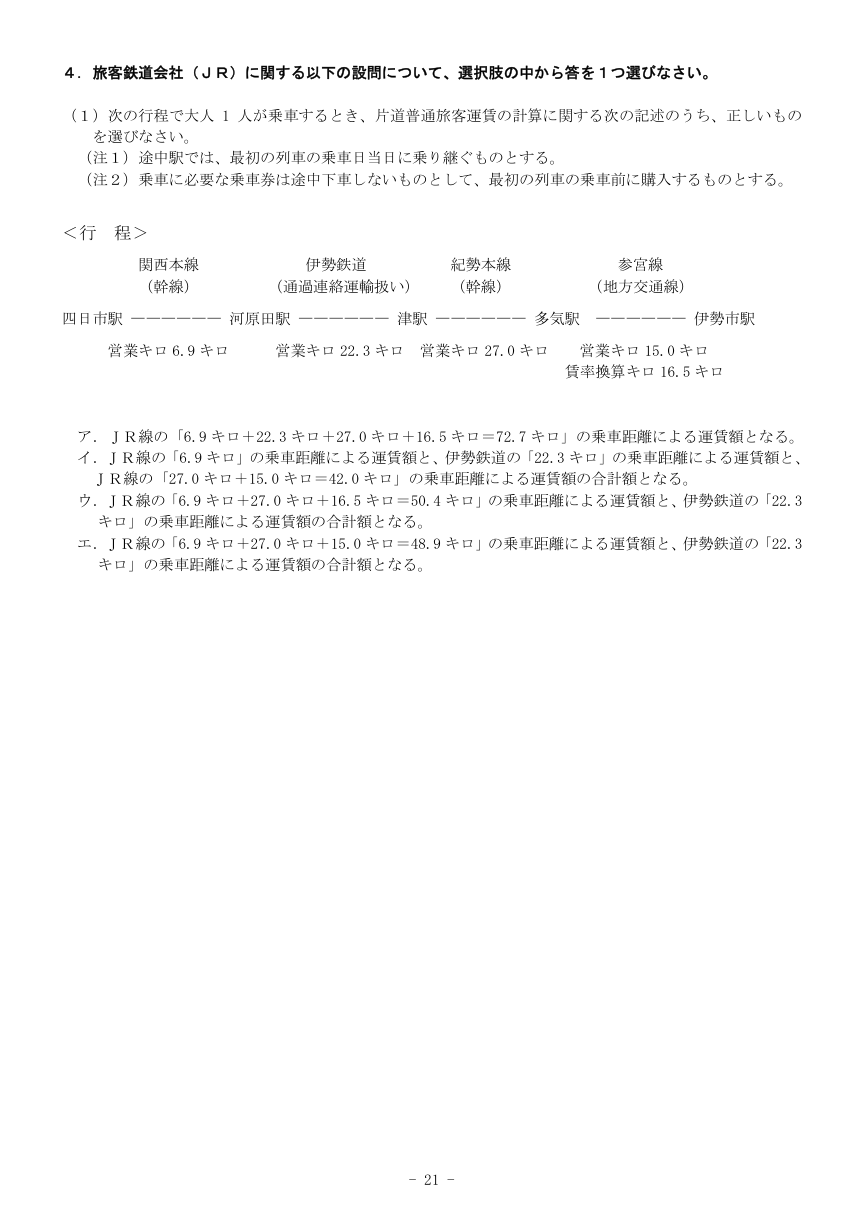 ４．旅客鉄道会社（ＪＲ）に関する以下の設問について、選択肢の中から答を１つ選びなさい。
（１）次の行程で大人 1 人が乗車するとき、片道普通旅客運賃の計算に関する次の記述のうち、正しいもの
を選びなさい。
（注１）途中駅では、最初の列車の乗車日当日に乗り継ぐものとする。
（注２）乗車に必要な乗車券は途中下車しないものとして、最初の列車の乗車前に購入するものとする。
＜行　程＞
関西本線　伊勢鉄道　紀勢本線　参宮線
（幹線）　（通過連絡運輸扱い）　（幹線）　（地方交通線）
四日市駅 －－－－－－ 河原田駅 －－－－－－ 津駅 －－－－－－ 多気駅 －－－－－－ 伊勢市駅
営業キロ 6.9 キロ　営業キロ 22.3 キロ　営業キロ 27.0 キロ　営業キロ 15.0 キロ
賃率換算キロ 16.5 キロ
ア．ＪＲ線の「6.9 キロ＋22.3 キロ＋27.0 キロ＋16.5 キロ＝72.7 キロ」の乗車距離による運賃額となる。
イ．ＪＲ線の「6.9 キロ」の乗車距離による運賃額と、伊勢鉄道の「22.3 キロ」の乗車距離による運賃額と、
ＪＲ線の「27.0 キロ＋15.0 キロ＝42.0 キロ」の乗車距離による運賃額の合計額となる。
ウ．ＪＲ線の「6.9 キロ＋27.0 キロ＋16.5 キロ＝50.4 キロ」の乗車距離による運賃額と、伊勢鉄道の「22.3
キロ」の乗車距離による運賃額の合計額となる。
エ．ＪＲ線の「6.9 キロ＋27.0 キロ＋15.0 キロ＝48.9 キロ」の乗車距離による運賃額と、伊勢鉄道の「22.3
キロ」の乗車距離による運賃額の合計額となる。
- 21 -